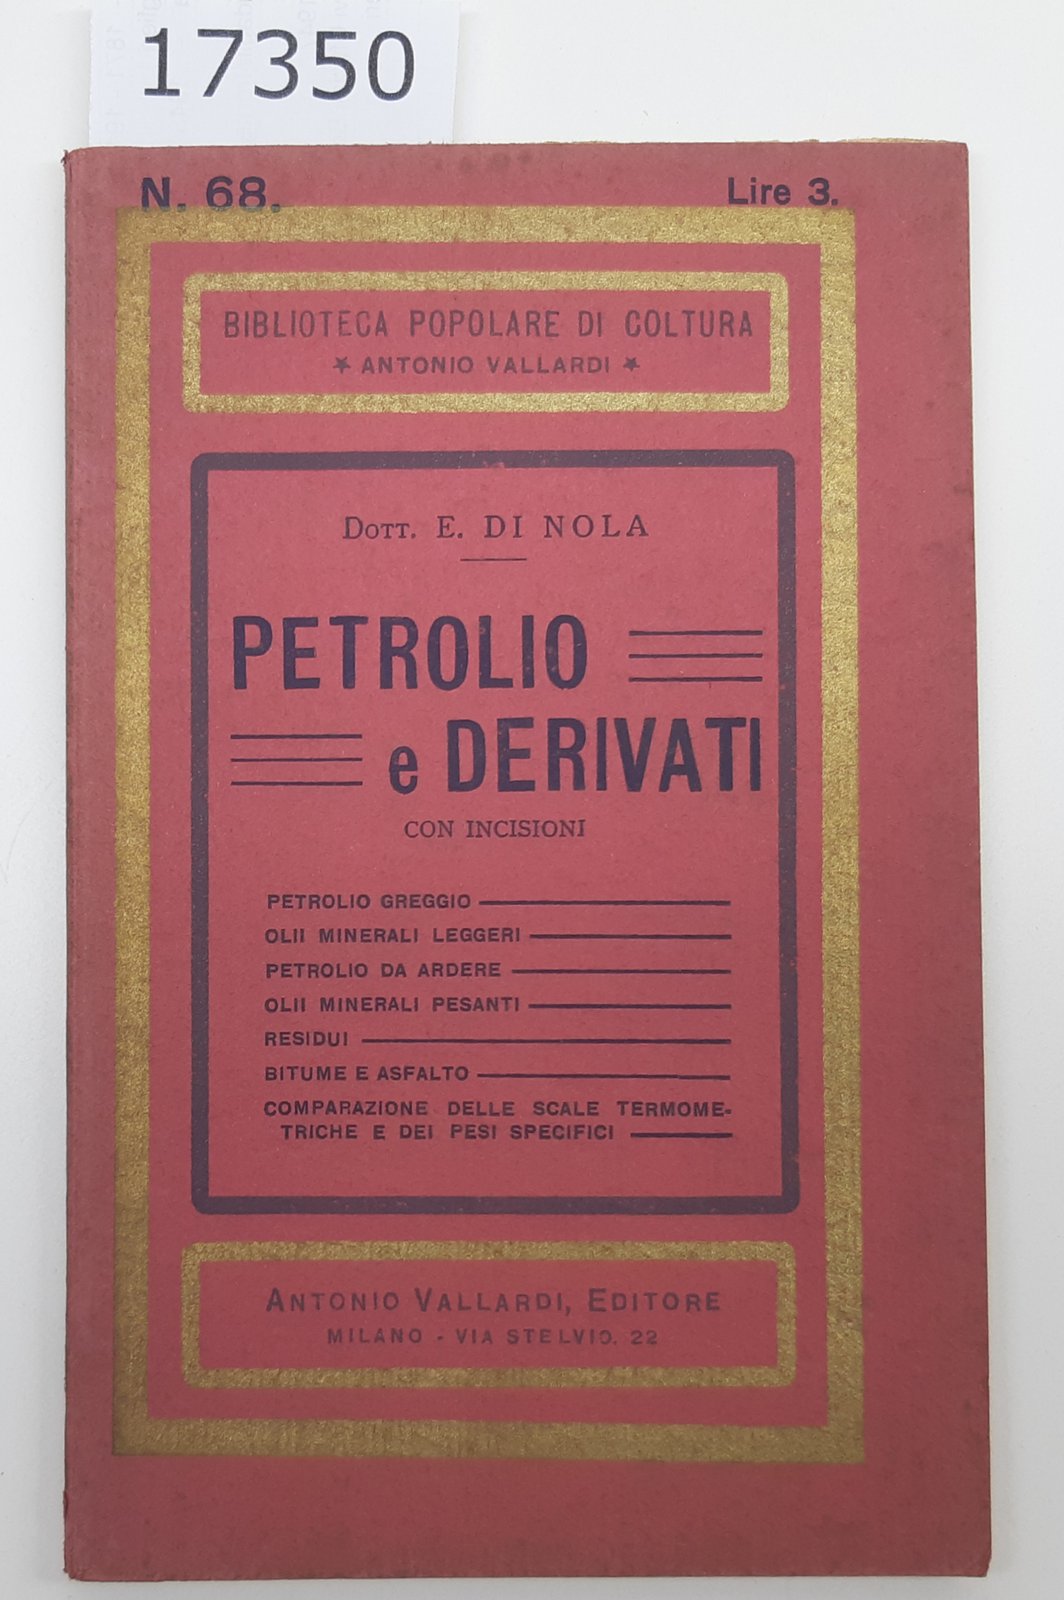 17350
N. 68.
Lire 3.
BIBLIOTECA POPOLARE DI COLTURA
★ ANTONIO VALLARDI ★
DOTT. E. DI NOLA
PETROLIO
e DERIVATI
CON INCISIONI
PETROLIO GREGGIO
OLII MINERALI LEGGERI
PETROLIO DA ARDERE
OLII MINERALI PESANTI
RESIDUI
BITUME E ASFALTO
COMPARAZIONE DELLE SCALE TERMOME-
TRICHE E DEI PESI SPECIFICI
ANTONIO VALLARDI, EDITORE
MILANO - VIA STELVIO, 22